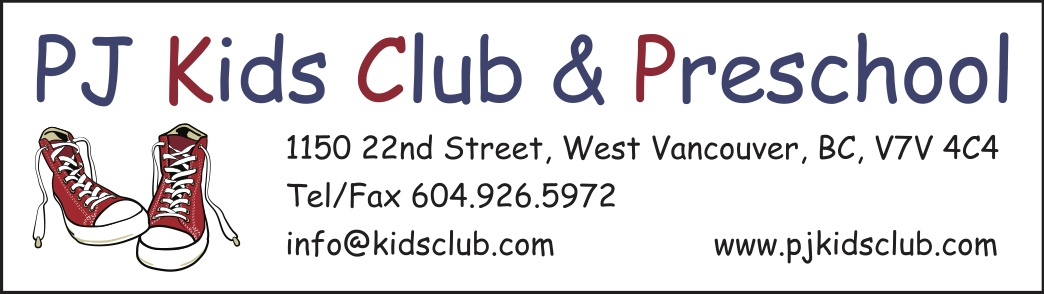 PJ Kids Club & Preschool
1150 22nd Street, West Vancouver, BC, V7V 4C4
Tel/Fax 604.926.5972
info@kidsclub.com www.pjkidsclub.com